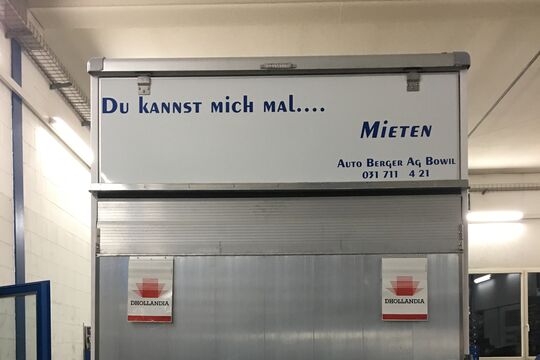 Du kannst mich mal....
Mieten
Auto Berger Ag Bowil
031 711 4 21
DHOLLANDIA
DHOLLANDIA